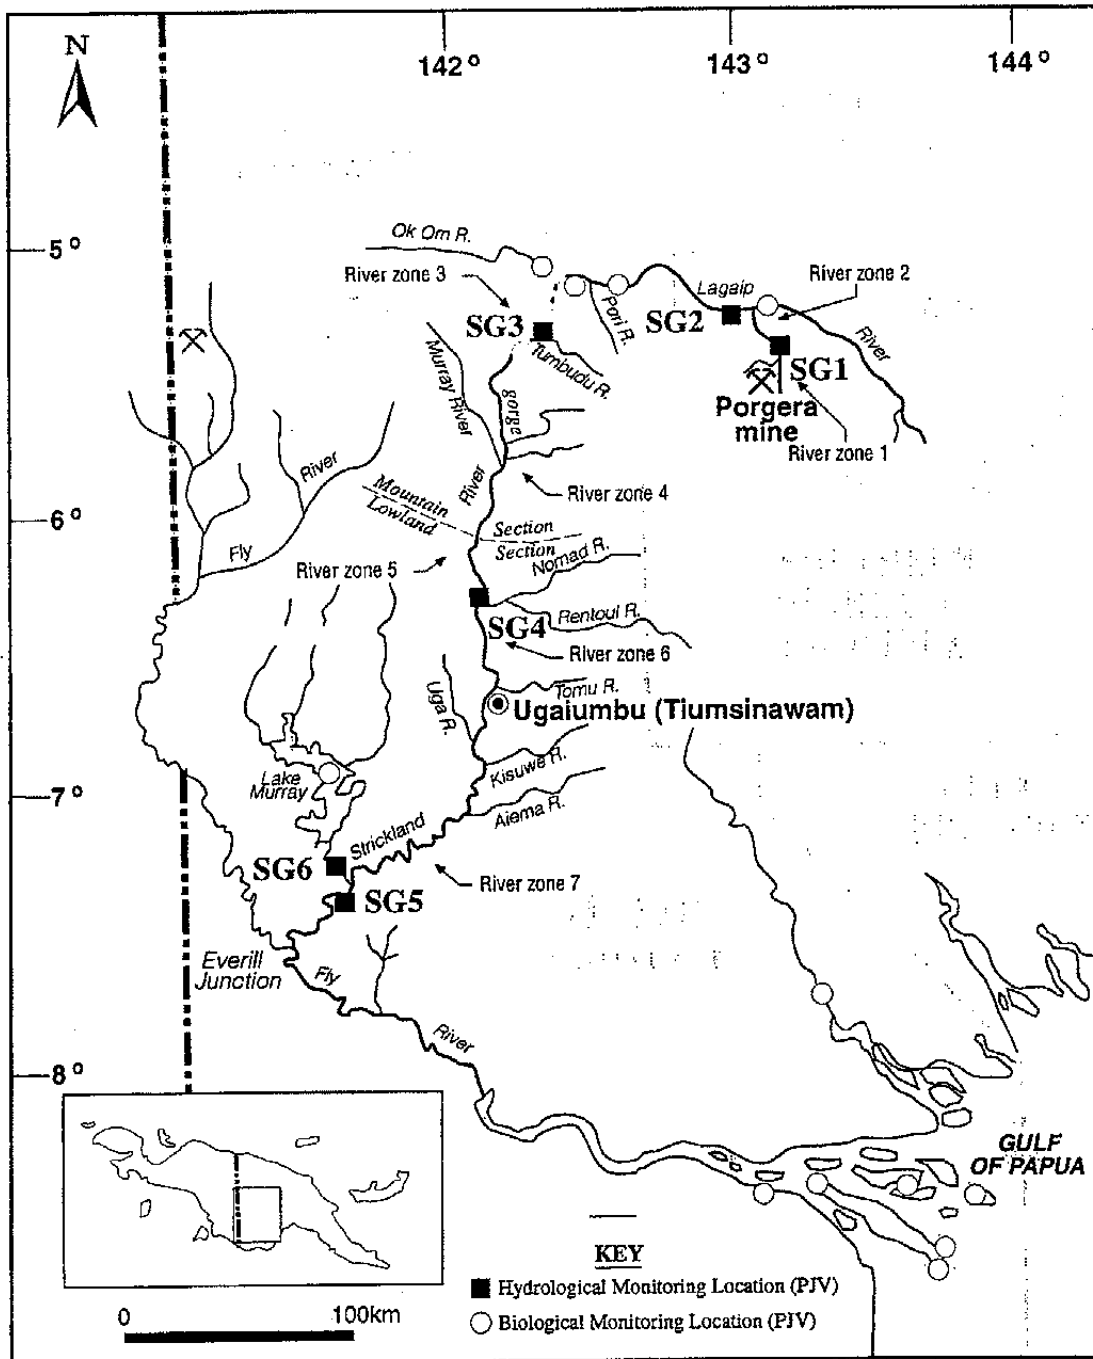 N
142°
143°
144°
5°
6°
7°
8°
Ok Om R.
River zone 3
Lagaip
River zone 2
SG3
Pori R.
SG2
River
SG1
Tumbudu R.
Murray River
gorge
Porgera
mine
River zone 1
River
River zone 4
River
Mountain
Lowland
Section
Section
Fly
River zone 5
Nomad R.
SG4
Rentoul R.
River zone 6
Uga R.
Tomu R.
Ugaiumbu (Tiumsinawam)
Kisuwe R.
Lake
Murray
Aiema R.
Strickland
SG6
River zone 7
SG5
Everill
Junction
Fly
River
GULF
OF PAPUA
KEY
Hydrological Monitoring Location (PJV)
Biological Monitoring Location (PJV)
0
100km